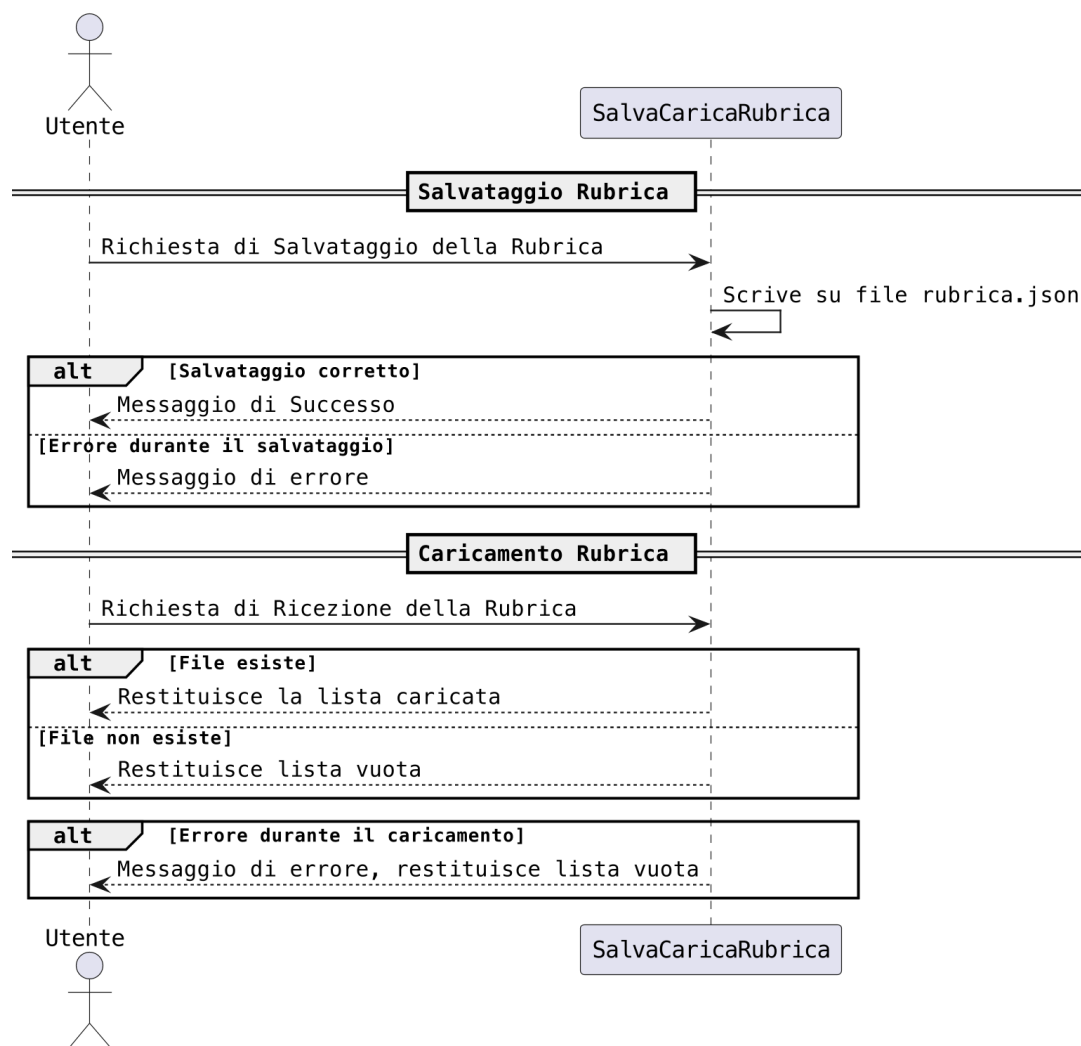 Utente
SalvaCaricaRubrica
Salvataggio Rubrica
Richiesta di Salvataggio della Rubrica
Scrive su file rubrica.json
alt [Salvataggio corretto]
Messaggio di Successo
[Errore durante il salvataggio]
Messaggio di errore
Caricamento Rubrica
Richiesta di Ricezione della Rubrica
alt [File esiste]
Restituisce la lista caricata
[File non esiste]
Restituisce lista vuota
alt [Errore durante il caricamento]
Messaggio di errore, restituisce lista vuota
Utente
SalvaCaricaRubrica